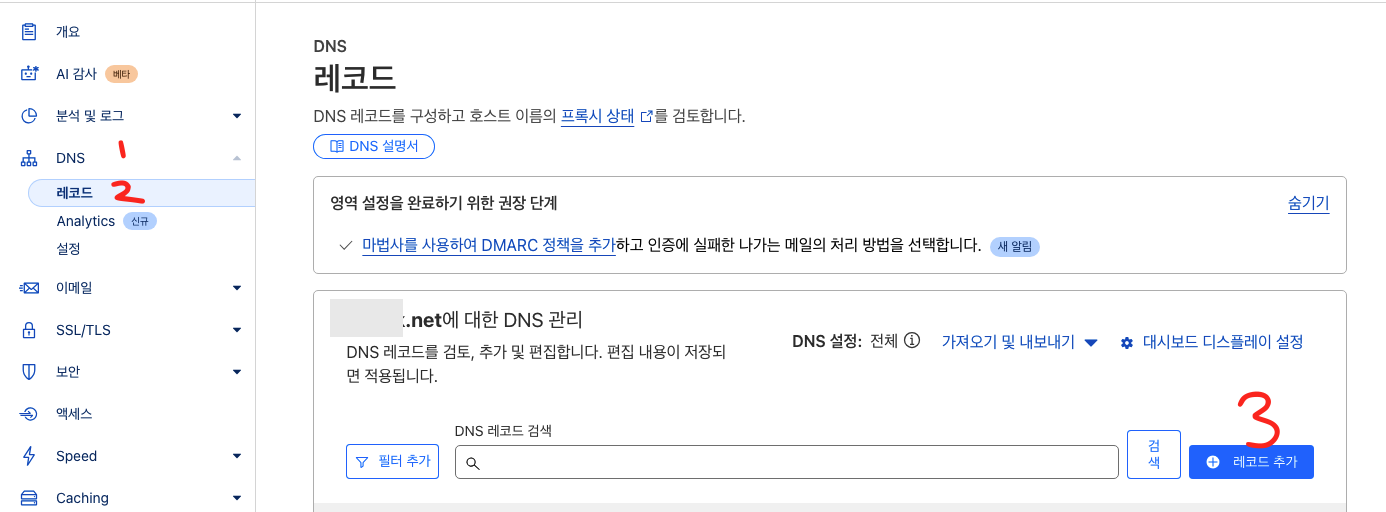 개요
AI 감사 베타
분석 및 로그
DNS 1
레코드 2
Analytics 신규
설정
이메일
SSL/TLS
보안
액세스
Speed
Caching
DNS
레코드
DNS 레코드를 구성하고 호스트 이름의 프록시 상태를 검토합니다.
DNS 설명서
영역 설정을 완료하기 위한 권장 단계
숨기기
마법사를 사용하여 DMARC 정책을 추가하고 인증에 실패한 나가는 메일의 처리 방법을 선택합니다. 새 알림
.net에 대한 DNS 관리
DNS 레코드를 검토, 추가 및 편집합니다. 편집 내용이 저장되
면 적용됩니다.
DNS 설정: 전체
가져오기 및 내보내기
대시보드 디스플레이 설정
3
필터 추가
DNS 레코드 검색
검
색
레코드 추가